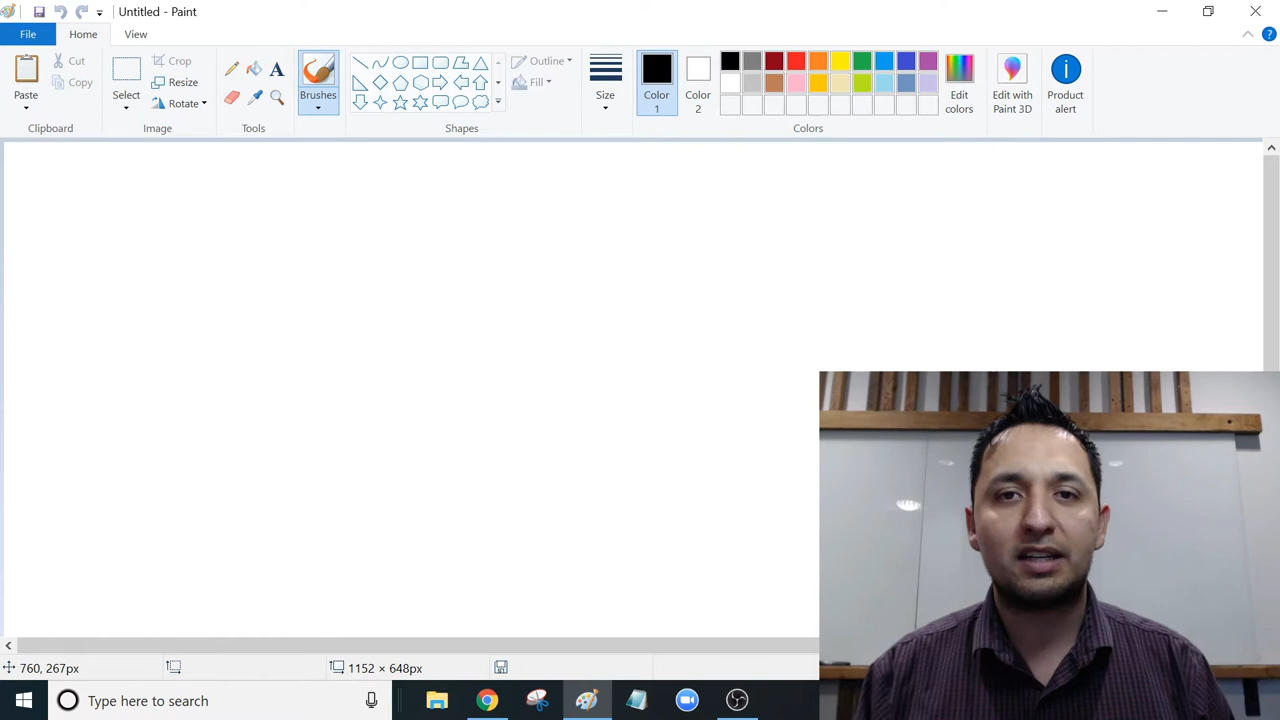 Untitled - Paint
File Home View
Paste
Cut
Copy
Clipboard
Select
Crop
Resize
Rotate
Image
A
Tools
Brushes
Shapes
Outline
Fill
Size
Color
1
Color
2
Colors
Edit
colors
Edit with
Paint 3D
Product
alert
760, 267px
1152 × 648px
Type here to search